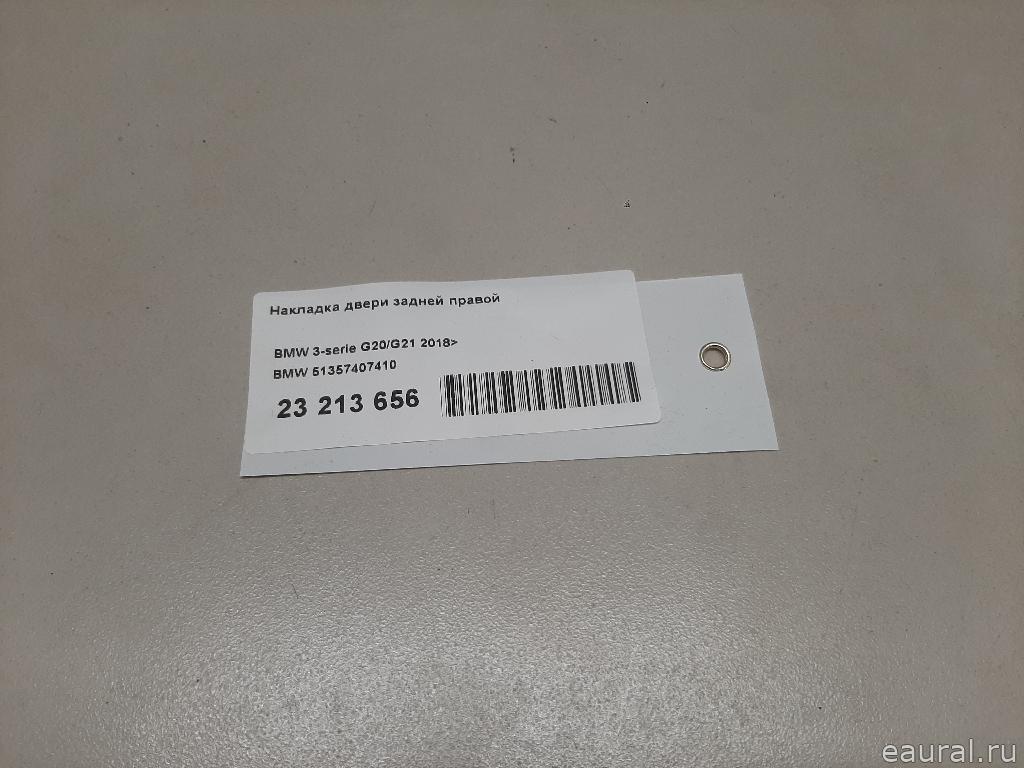 Накладка двери задней правой
BMW 3-serie G20/G21 2018>
BMW 51357407410
23 213 656
eaural.ru